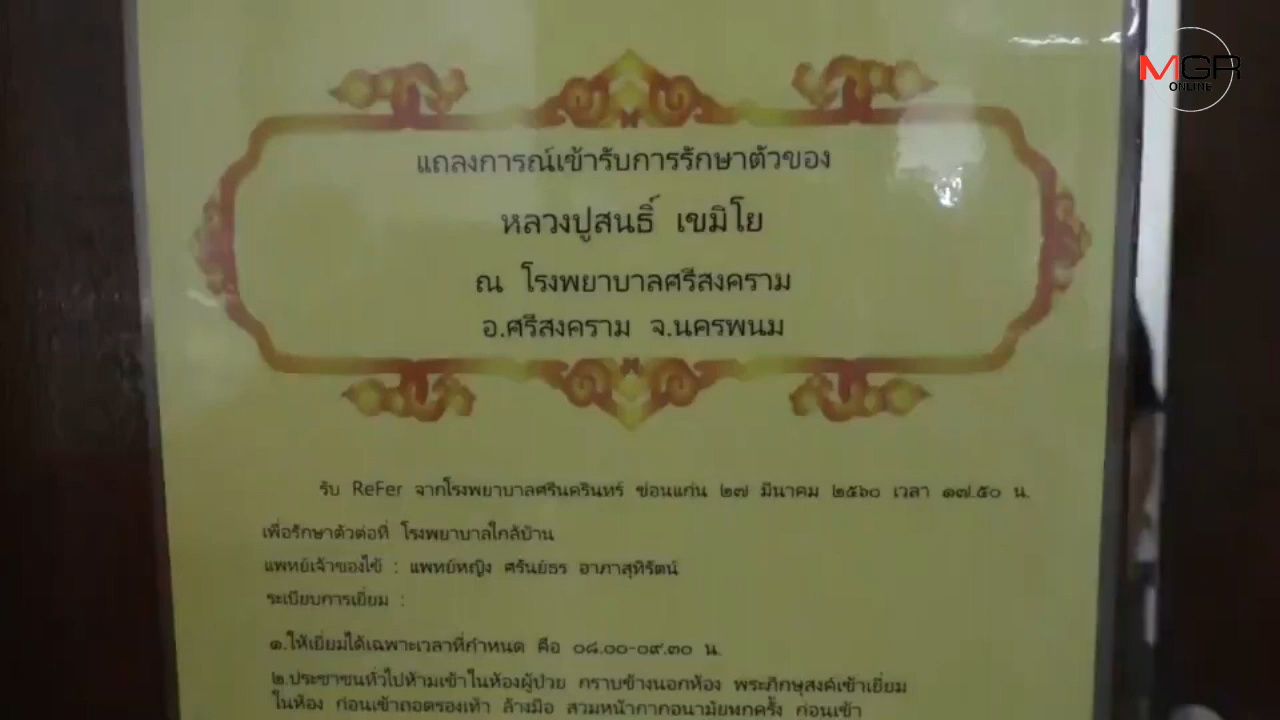 MGR
ONLINE
แถลงการณ์เข้ารับการรักษาตัวของ
หลวงปู่สนธิ์ เขมิโย
ณ โรงพยาบาลศรีสงคราม
อ.ศรีสงคราม จ.นครพนม
รับ ReFer จากโรงพยาบาลศรีนครินทร์ ขอนแก่น ๒๗ มีนาคม ๒๕๖๐ เวลา ๑๗.๕๐ น.
เพื่อรักษาตัวต่อที่ โรงพยาบาลใกล้บ้าน
แพทย์เจ้าของไข้ : แพทย์หญิง ศรันย์ธร อาภาสุทิรัตน์
ระเบียบการเยี่ยม :
๑.ให้เยี่ยมได้เฉพาะเวลาที่กำหนด คือ ๐๘.๐๐-๐๙.๓๐ น.
๒.ประชาชนทั่วไปห้ามเข้าในห้องผู้ป่วย กราบข้างนอกห้อง พระภิกษุสงค์เข้าเยี่ยม
ในห้อง ก่อนเข้าถอดรองเท้า ล้างมือ สวมหน้ากากอนามัยทุกครั้ง ก่อนเข้า